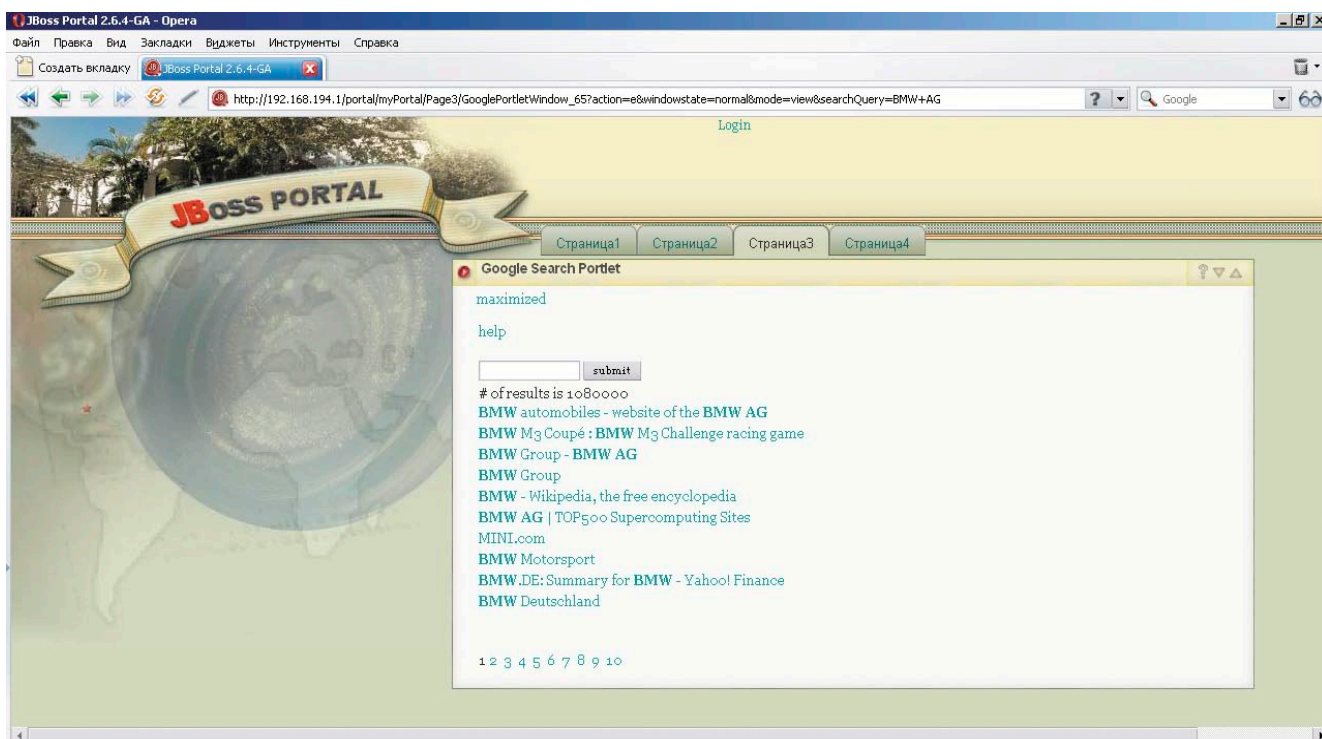 JBoss Portal 2.6.4-GA - Opera
Файл Правка Вид Закладки Виджеты Инструменты Справка
Создать вкладку JBoss Portal 2.6.4-GA
http://192.168.194.1/portal/myPortal/Page3/GooglePortletWindow_65?action=e&windowstate=normal&mode=view&searchQuery=BMW+AG ? Google
Login
JBoss PORTAL
Страница1 Страница2 Страница3 Страница4
Google Search Portlet
maximized
help
submit
# of results is 1080000
BMW automobiles - website of the BMW AG
BMW M3 Coupé : BMW M3 Challenge racing game
BMW Group - BMW AG
BMW Group
BMW - Wikipedia, the free encyclopedia
BMW AG | TOP500 Supercomputing Sites
MINI.com
BMW Motorsport
BMW.DE: Summary for BMW - Yahoo! Finance
BMW Deutschland
1 2 3 4 5 6 7 8 9 10